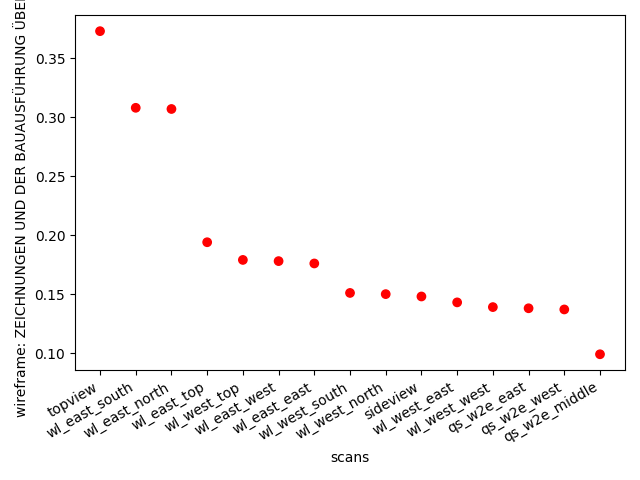 wireframe: ZEICHNUNGEN UND DER BAUAUSFÜHRUNG
0.35
0.30
0.25
0.20
0.15
0.10
topview
wl_east_south
wl_east_north
wl_east_top
wl_west_top
wl_east_west
wl_east_east
wl_west_south
wl_west_north
sideview
wl_west_east
wl_west_west
qs_w2e_east
qs_w2e_west
qs_w2e_middle
scans